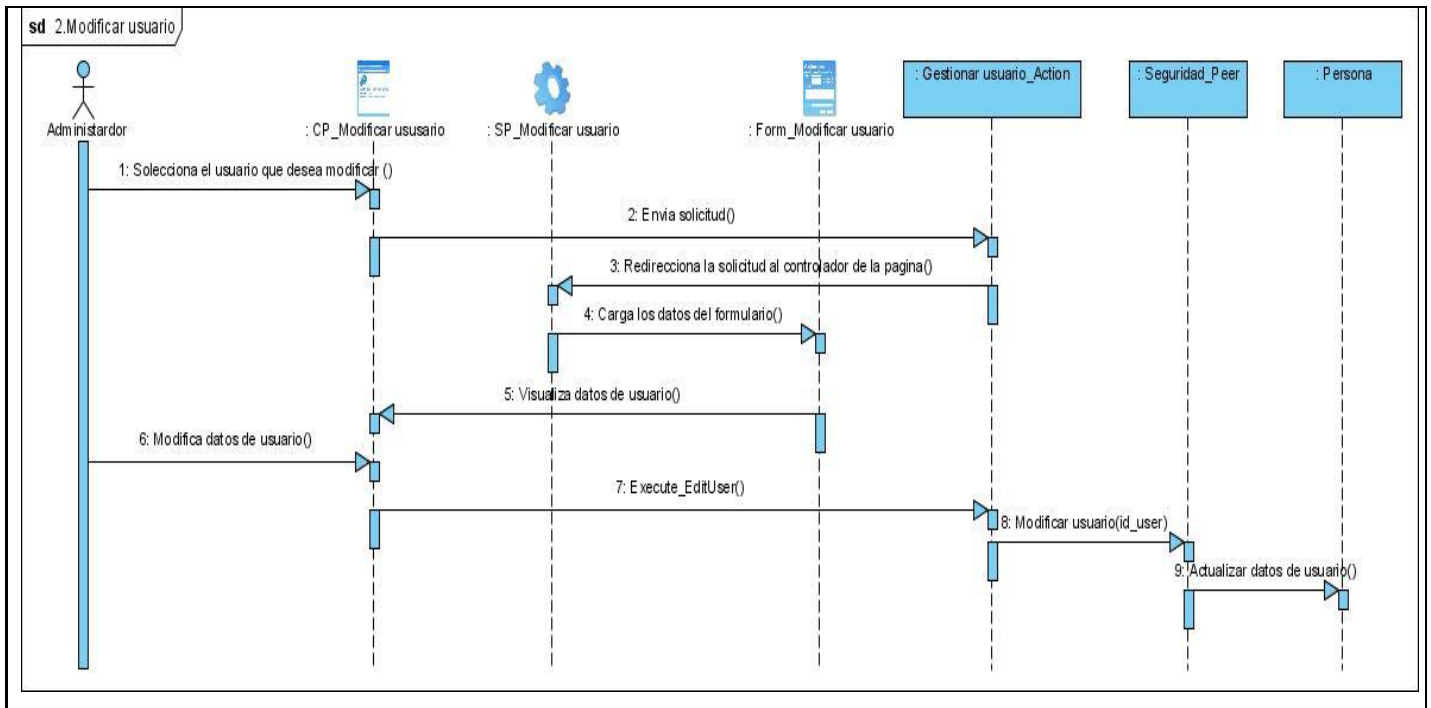 sd 2.Modificar usuario
Administardor
: CP_Modificar ususario
: SP_Modificar usuario
: Form_Modificar usuario
: Gestionar usuario_Action
: Seguridad_Peer
: Persona
1: Solecciona el usuario que desea modificar ()
2: Envia solicitud()
3: Redirecciona la solicitud al controlador de la pagina()
4: Carga los datos del formulario()
5: Visualiza datos de usuario()
6: Modifica datos de usuario()
7: Execute_EditUser()
8: Modificar usuario(id_user)
9: Actualizar datos de usuario()